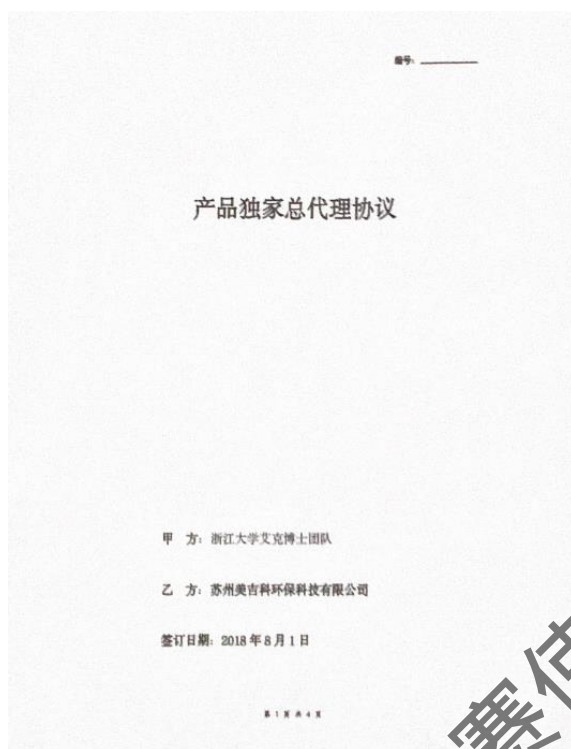 编号：
产品独家总代理协议
甲 方：浙江大学艾克博士团队
乙 方：苏州美吉科环保科技有限公司
签订日期：2018年8月1日
第 1 页 共 4 页
赛使